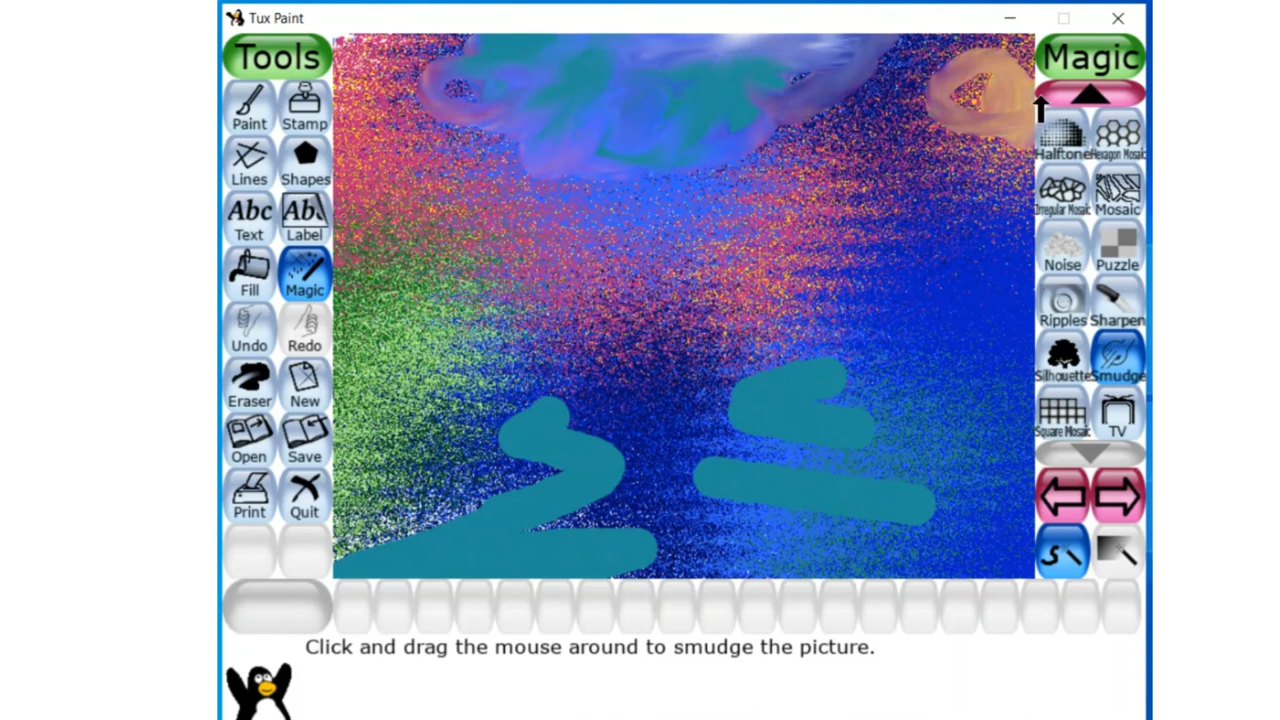 Tux Paint
Tools
Magic
Paint Stamp
Halftone Hexagon Mosaic
Lines Shapes
Irregular Mosaic Mosaic
Abc Abc
Text Label
Noise Puzzle
Fill Magic
Ripples Sharpen
Undo Redo
Silhouette Smudge
Eraser New
Square Mosaic TV
Open Save
Print Quit
Click and drag the mouse around to smudge the picture.